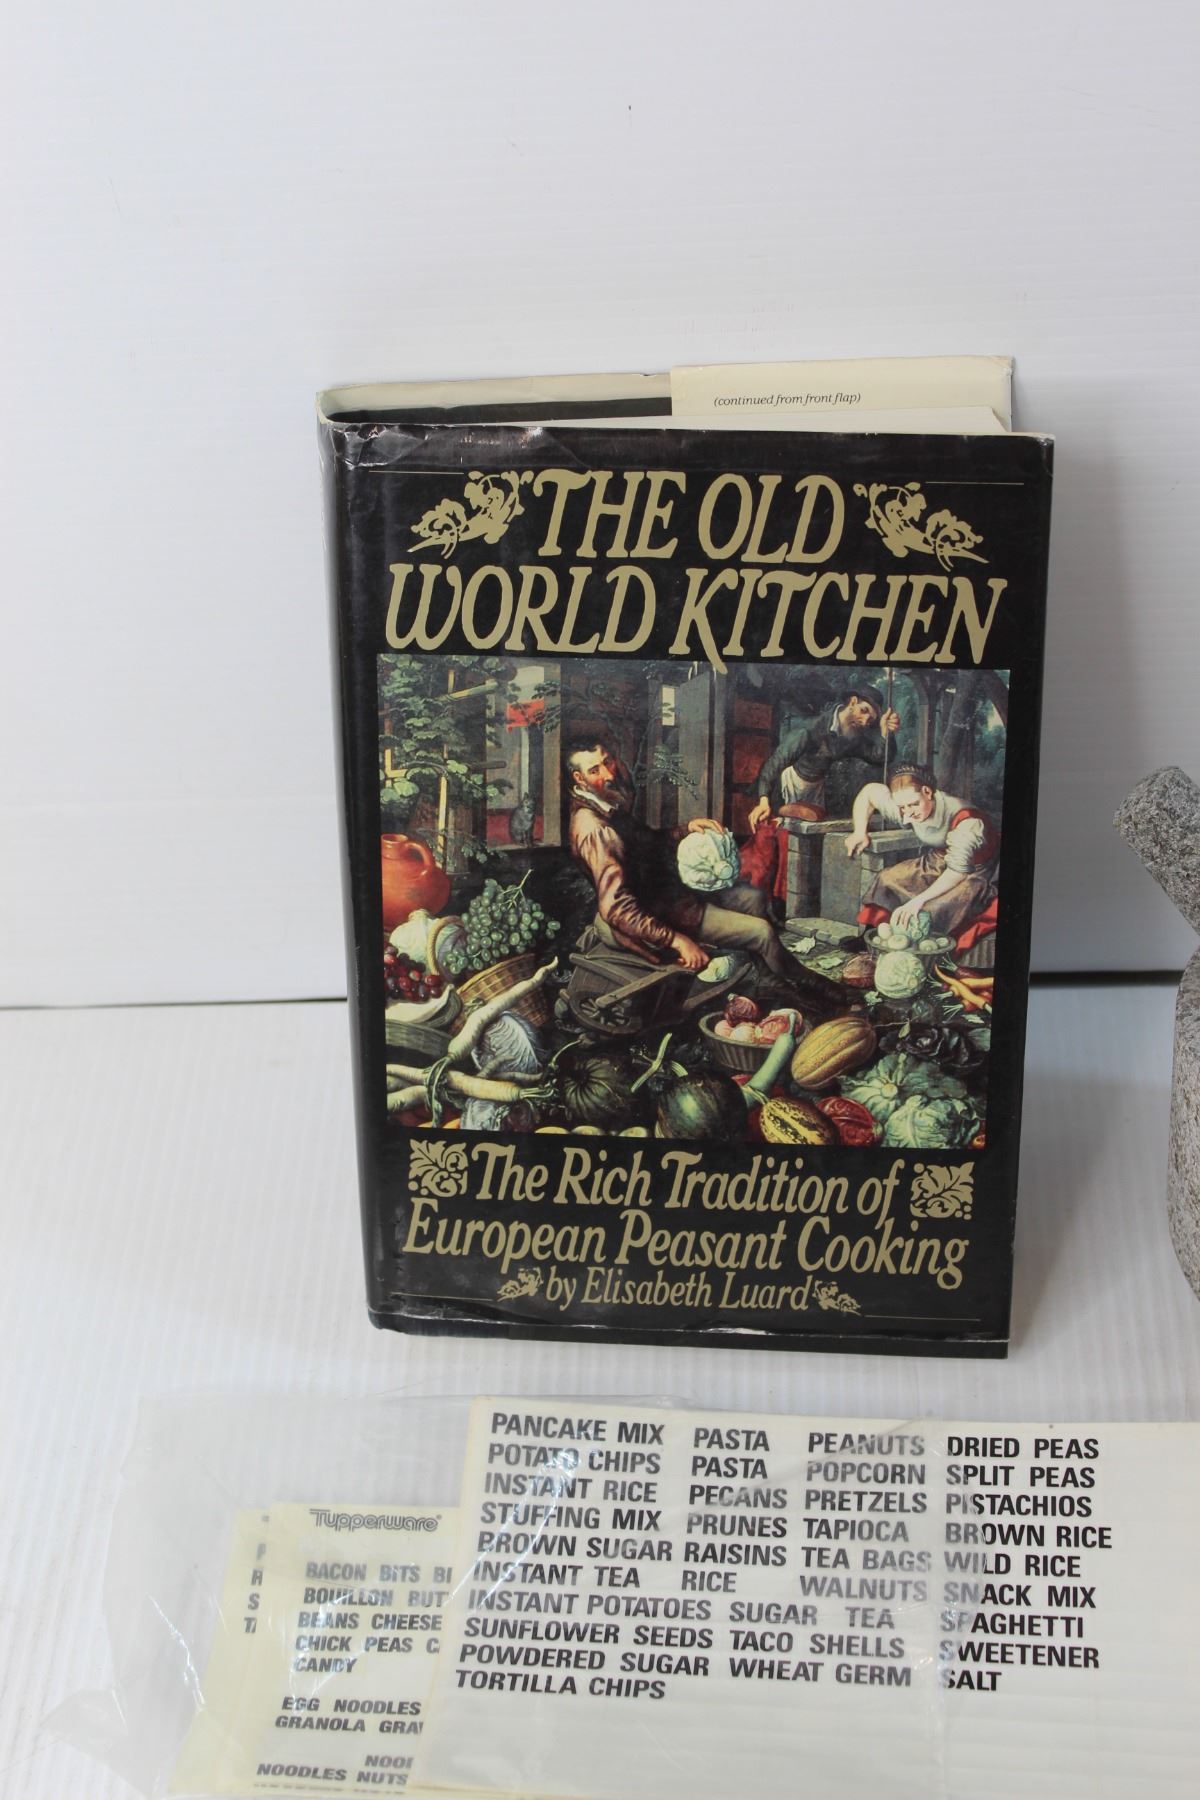 (continued from front flap)
THE OLD
WORLD KITCHEN
The Rich Tradition of
European Peasant Cooking
by Elisabeth Luard
PANCAKE MIX PASTA PEANUTS DRIED PEAS
POTATO CHIPS PASTA POPCORN SPLIT PEAS
INSTANT RICE PECANS PRETZELS PISTACHIOS
STUFFING MIX PRUNES TAPIOCA BROWN RICE
BROWN SUGAR RAISINS TEA BAGS WILD RICE
INSTANT TEA RICE WALNUTS SNACK MIX
INSTANT POTATOES SUGAR TEA SPAGHETTI
SUNFLOWER SEEDS TACO SHELLS SWEETENER
POWDERED SUGAR WHEAT GERM SALT
TORTILLA CHIPS
Tupperware
BACON BITS
BOUILLON
BEANS CHEESE
CHICK PEAS
CANDY
EGG NOODLES
GRANOLA
NOODLES NUTS